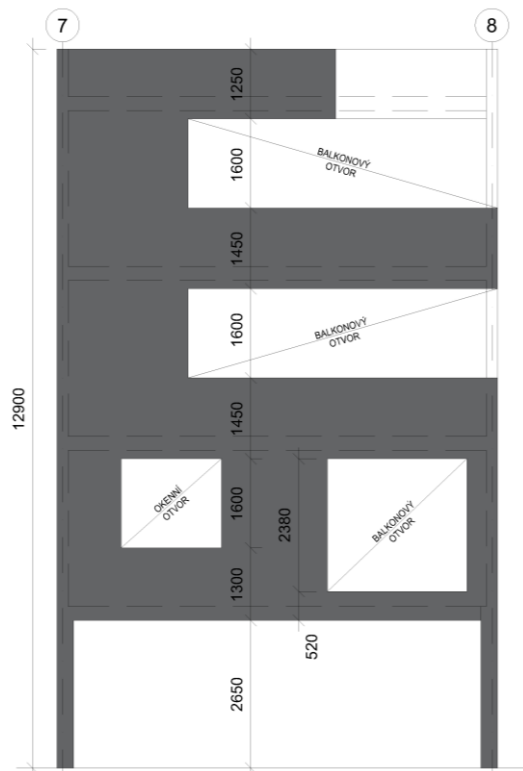 7
8
1250
BALKONOVÝ
OTVOR
1600
1450
BALKONOVÝ
OTVOR
1600
12900
1450
OKENNÍ
OTVOR
1600
2380
BALKONOVÝ
OTVOR
1300
520
2650